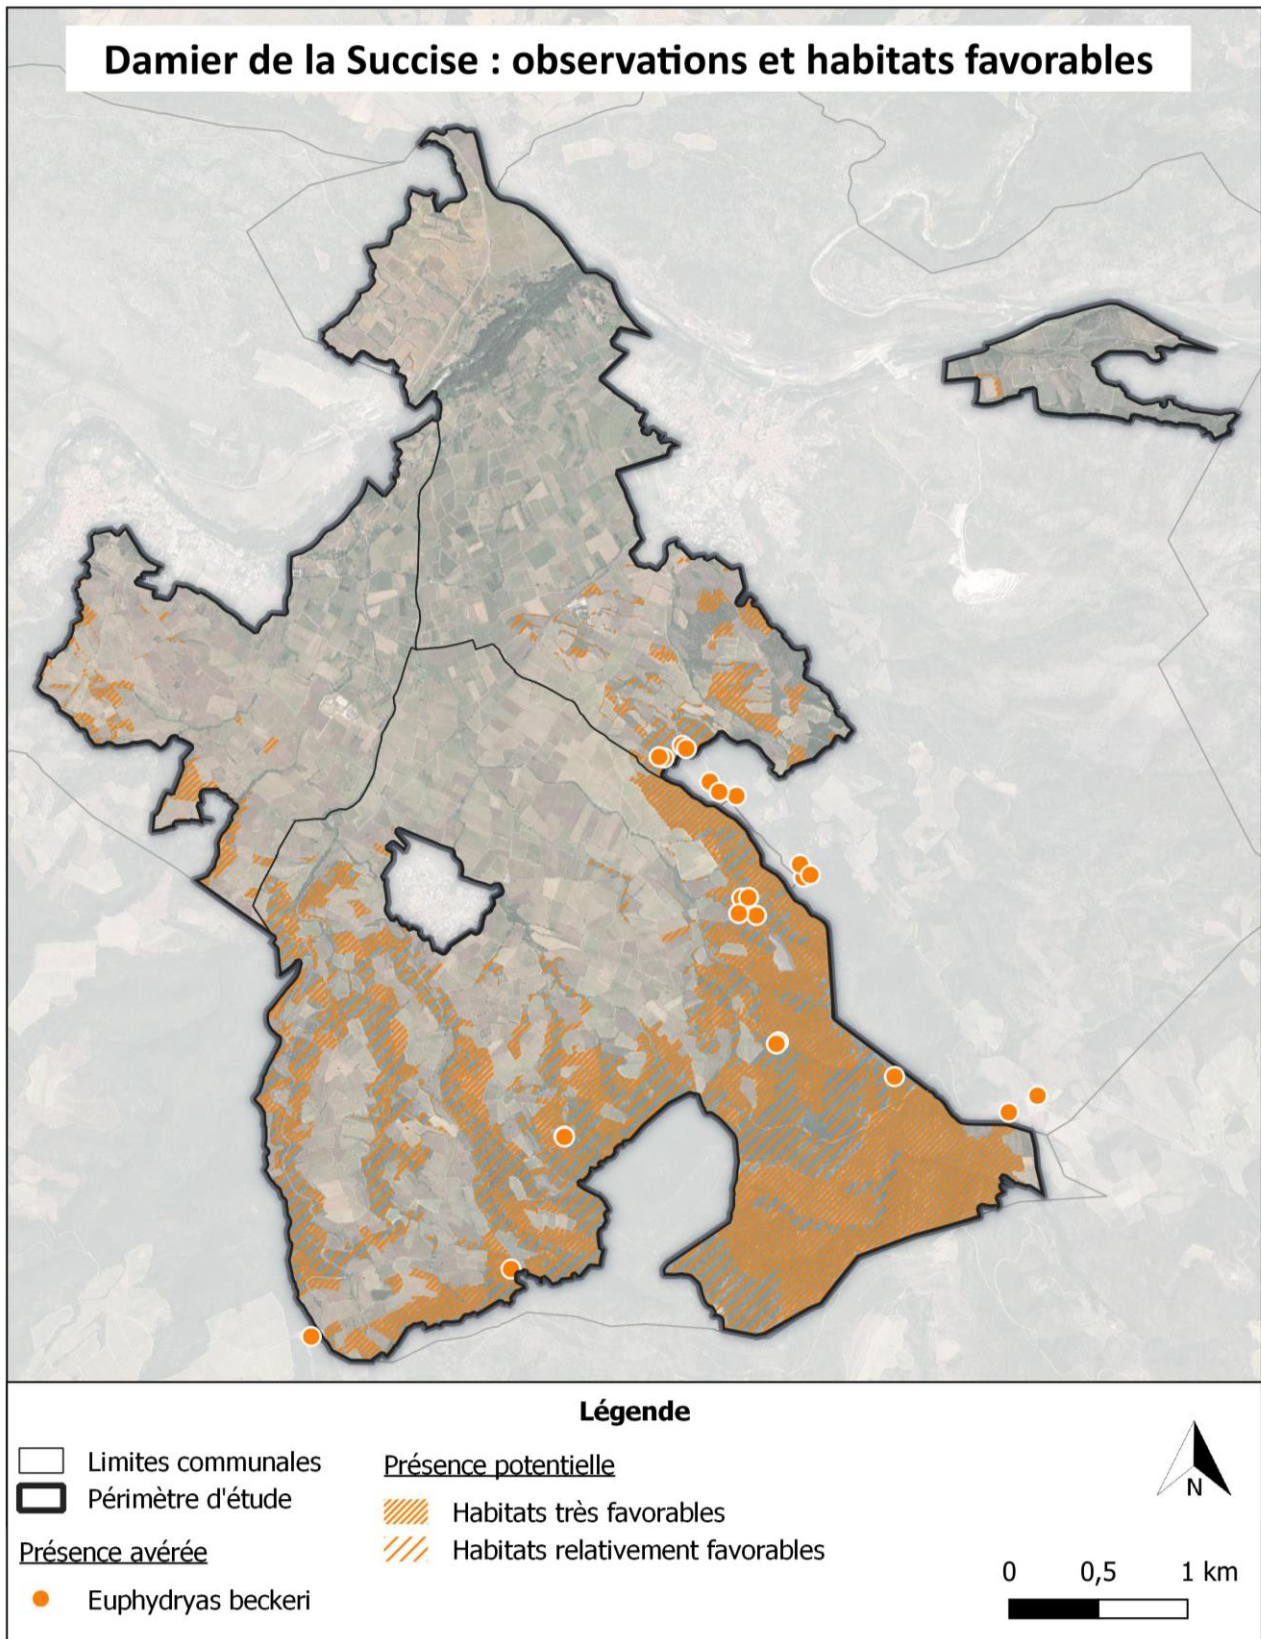 Damier de la Succise : observations et habitats favorables
Légende
Limites communales
Périmètre d'étude
Présence avérée
Euphydryas beckeri
Présence potentielle
Habitats très favorables
Habitats relativement favorables
N
0 0,5 1 km